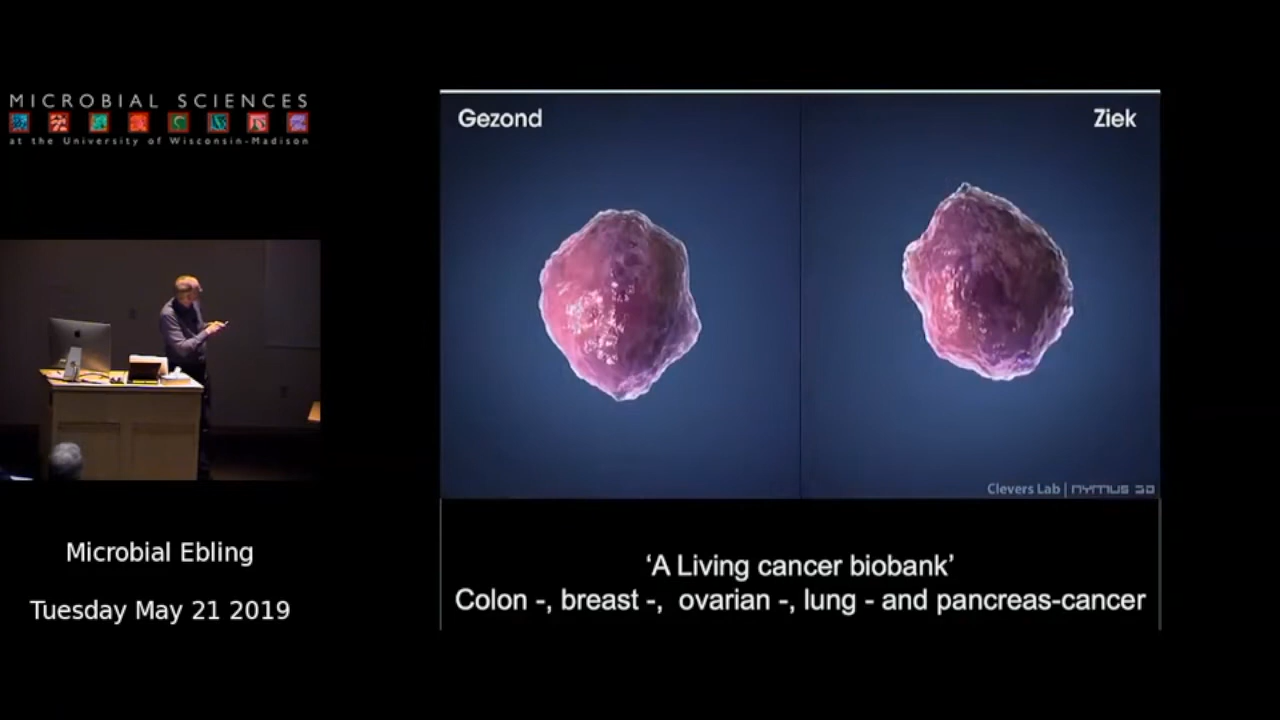 MICROBIAL SCIENCES
at the University of Wisconsin-Madison
Gezond
Ziek
Clevers Lab | NYMUS 3D
Microbial Ebling
Tuesday May 21 2019
‘A Living cancer biobank’
Colon -, breast -, ovarian -, lung - and pancreas-cancer